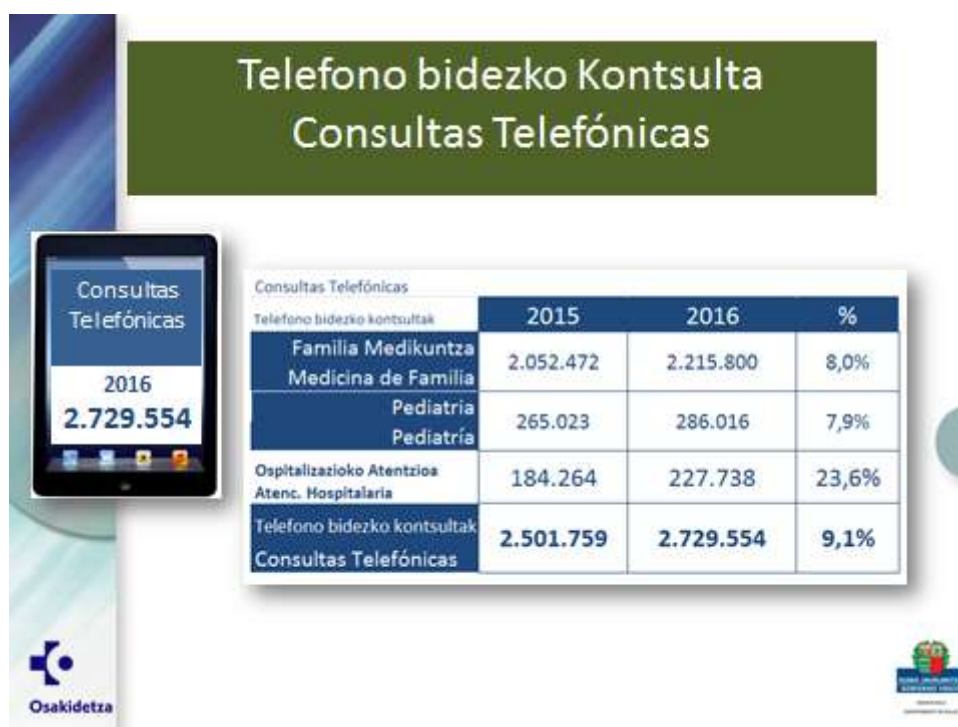 Telefono bidezko Kontsulta
Consultas Telefónicas
Consultas
Telefónicas
2016
2.729.554
Consultas Telefónicas
Telefono bidezko kontsultak 2015 2016 %
Familia Medikuntza
Medicina de Familia 2.052.472 2.215.800 8,0%
Pediatria
Pediatría 265.023 286.016 7,9%
Ospitalizazioko Atentzioa
Atenc. Hospitalaria 184.264 227.738 23,6%
Telefono bidezko kontsultak
Consultas Telefónicas 2.501.759 2.729.554 9,1%
Osakidetza